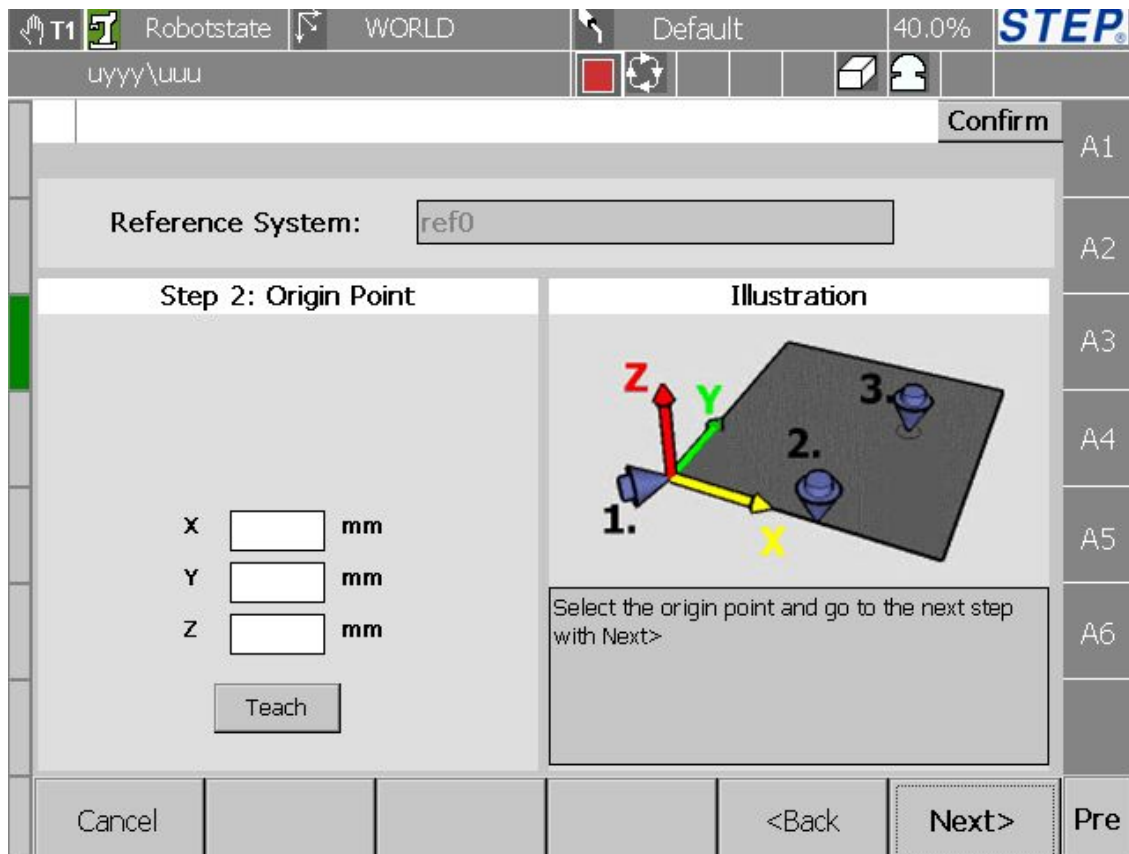 T1 Robotstate WORLD Default 40.0% STEP®
uyyy\uuu
Confirm
A1
Reference System: ref0
A2
Step 2: Origin Point
Illustration
A3
Z
Y
3.
A4
2.
1.
X
X mm
A5
Y mm
Z mm
Select the origin point and go to the next step
with Next>
A6
Teach
Cancel <Back Next> Pre